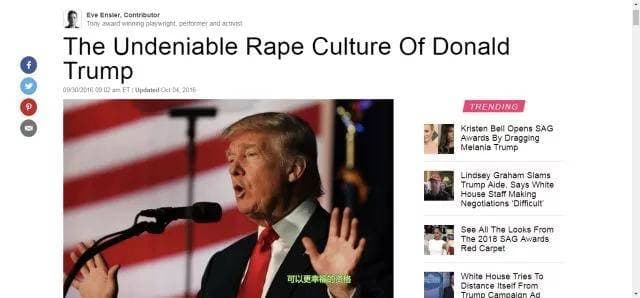 Eve Ensler, Contributor
Tony award winning playwright, performer and activist
The Undeniable Rape Culture Of Donald
Trump
09/30/2016 09:02 am ET | Updated Oct 04, 2016
TRENDING
Kristen Bell Opens SAG
Awards By Dragging
Melania Trump
Lindsey Graham Slams
Trump Aide, Says White
House Staff Making
Negotiations 'Difficult'
See All The Looks From
The 2018 SAG Awards
Red Carpet
White House Tries To
Distance Itself From
Trump Campaign Ad
可以更幸福的资格